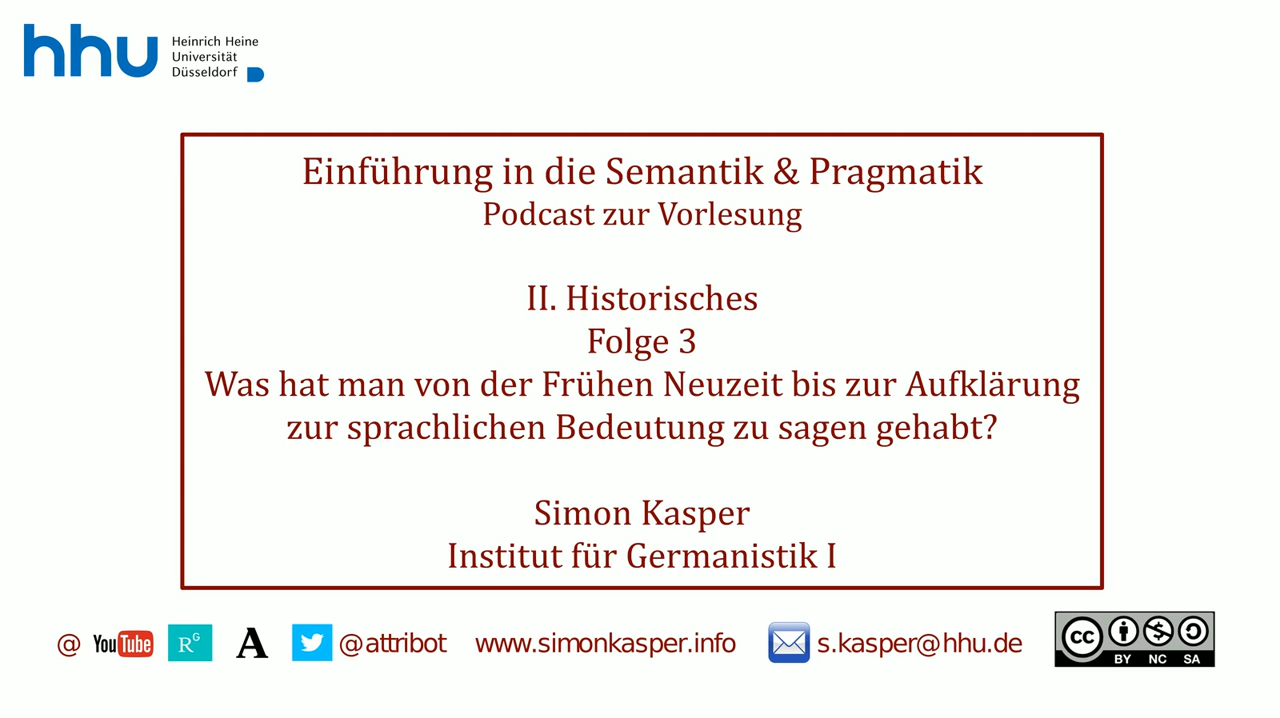 hhu Heinrich Heine
Universität
Düsseldorf
Einführung in die Semantik & Pragmatik
Podcast zur Vorlesung
II. Historisches
Folge 3
Was hat man von der Frühen Neuzeit bis zur Aufklärung
zur sprachlichen Bedeutung zu sagen gehabt?
Simon Kasper
Institut für Germanistik I
@ YouTube RG A @attribot www.simonkasper.info s.kasper@hhu.de
cc BY NC SA